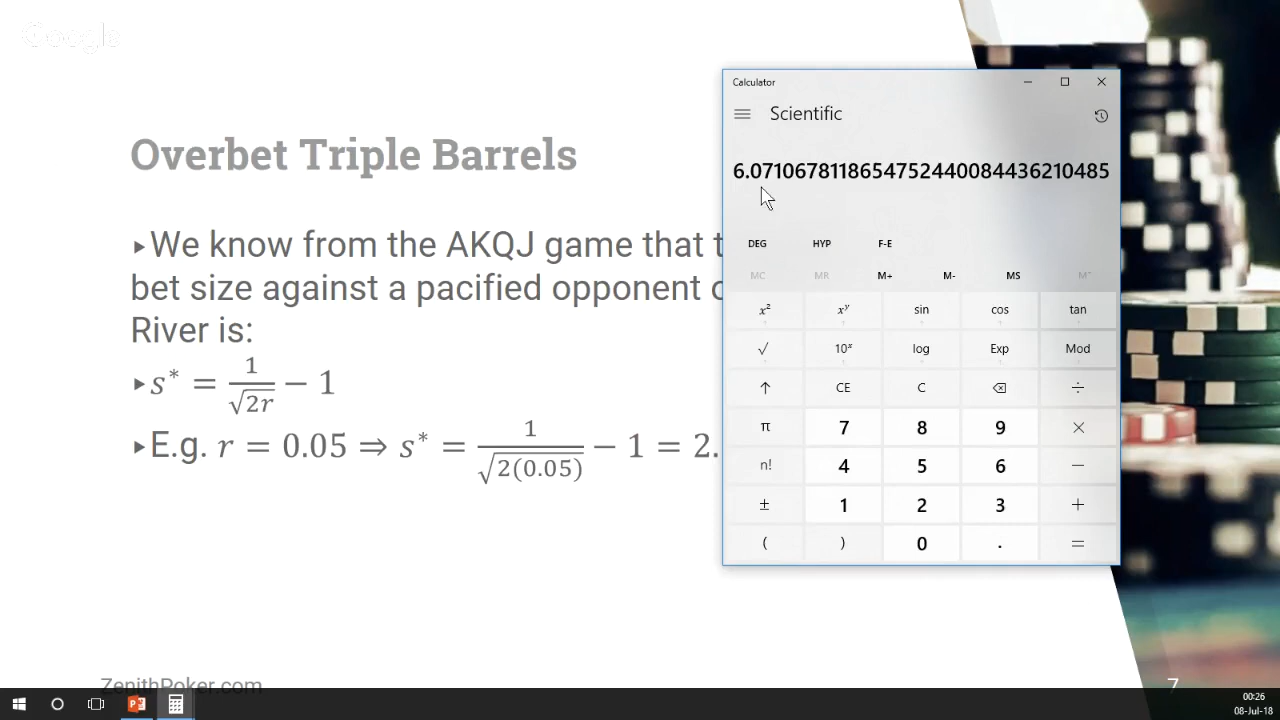 Google
Overbet Triple Barrels
▸We know from the AKQJ game that t
bet size against a pacified opponent o
River is:
▸s* = 1/√2r − 1
▸E.g. r = 0.05 ⇒ s* = 1/√2(0.05) − 1 = 2.
ZenithPoker.com
7
Calculator
Scientific
6.0710678118654752440084436210485
DEG HYP F-E
MC MR M+ M- MS M˅
x² xʸ sin cos tan
√ 10ˣ log Exp Mod
↑ CE C ⌫ ÷
π 7 8 9 ×
n! 4 5 6 −
± 1 2 3 +
( ) 0 . =
00:26
08-Jul-18